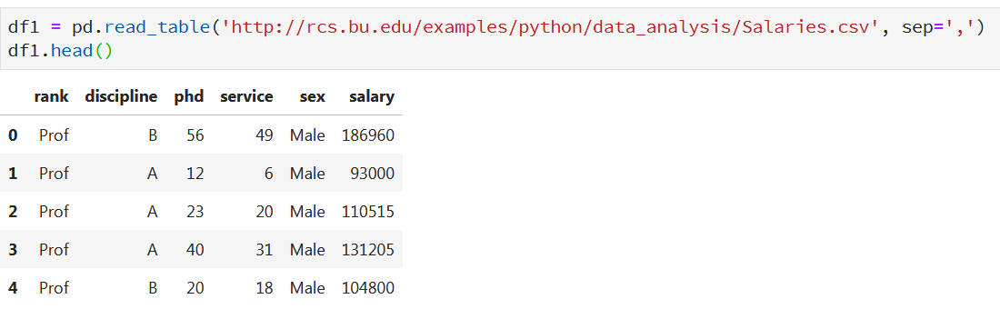 df1 = pd.read_table('http://rcs.bu.edu/examples/python/data_analysis/Salaries.csv', sep=',')
df1.head()
rank discipline phd service sex salary
0 Prof B 56 49 Male 186960
1 Prof A 12 6 Male 93000
2 Prof A 23 20 Male 110515
3 Prof A 40 31 Male 131205
4 Prof B 20 18 Male 104800